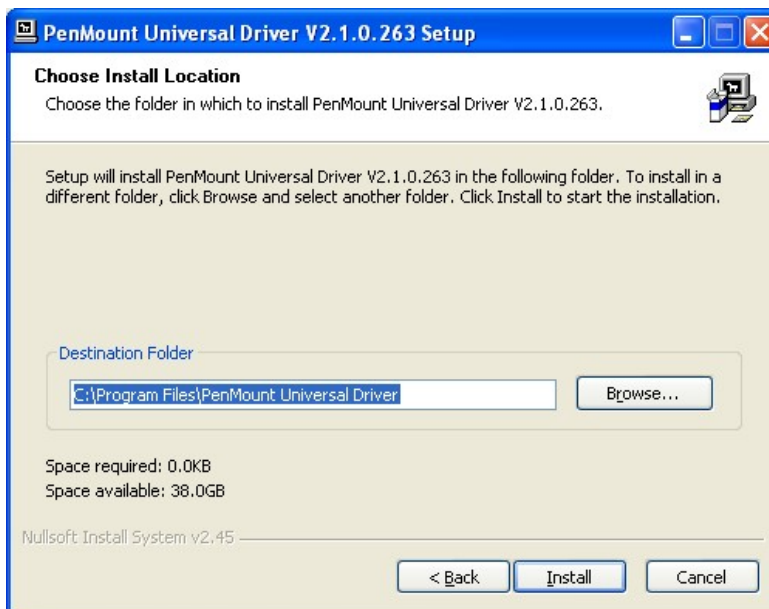 PenMount Universal Driver V2.1.0.263 Setup
Choose Install Location
Choose the folder in which to install PenMount Universal Driver V2.1.0.263.
Setup will install PenMount Universal Driver V2.1.0.263 in the following folder. To install in a
different folder, click Browse and select another folder. Click Install to start the installation.
Destination Folder
C:\Program Files\PenMount Universal Driver
Browse...
Space required: 0.0KB
Space available: 38.0GB
Nullsoft Install System v2.45
< Back
Install
Cancel